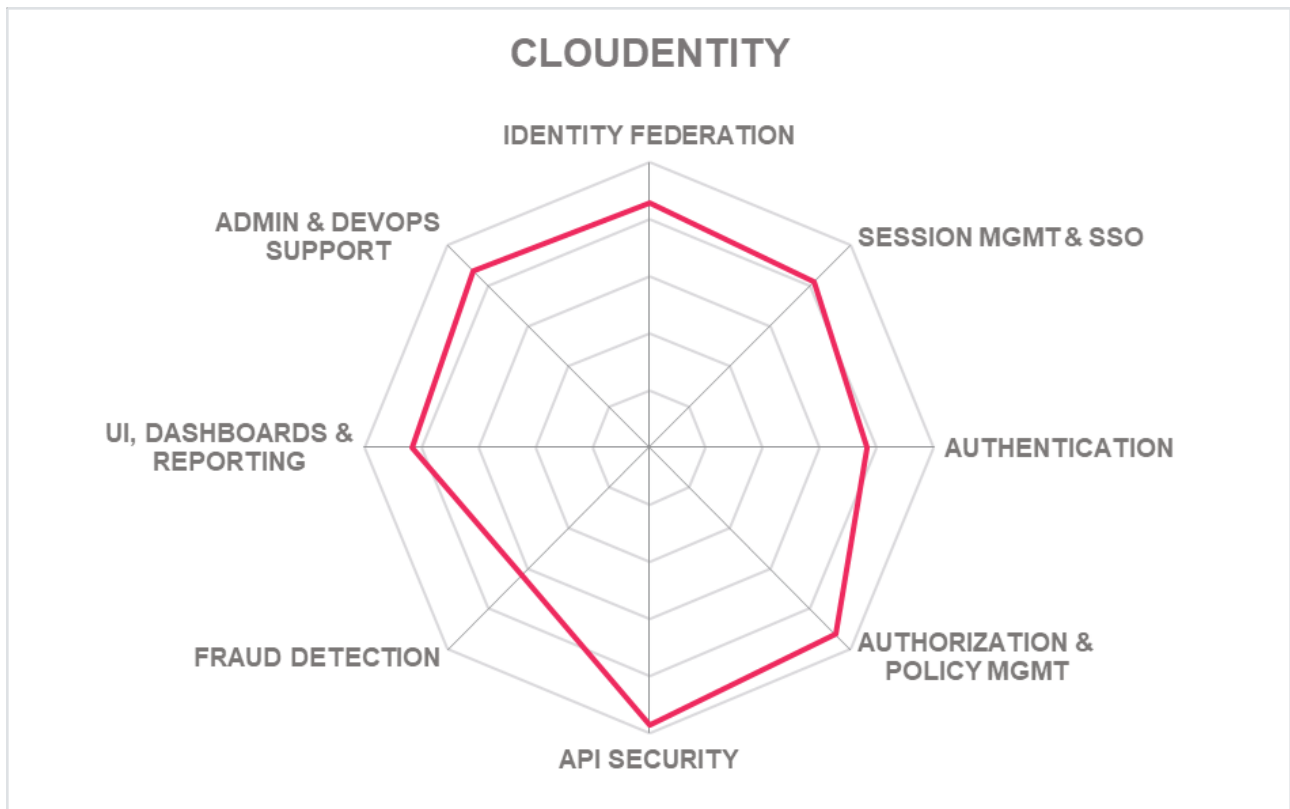 CLOUDENTITY
IDENTITY FEDERATION
ADMIN & DEVOPS
SUPPORT
SESSION MGMT & SSO
UI, DASHBOARDS &
REPORTING
AUTHENTICATION
FRAUD DETECTION
AUTHORIZATION &
POLICY MGMT
API SECURITY